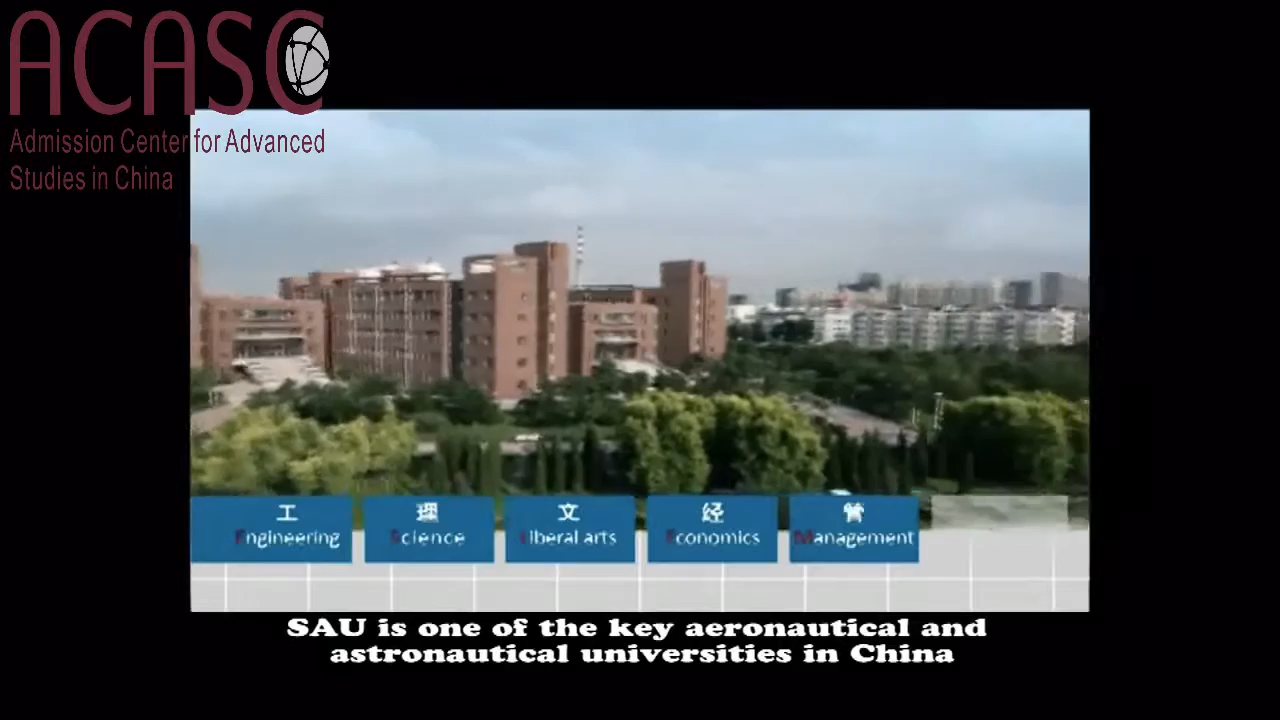 ACASC
Admission Center for Advanced
Studies in China
工
Engineering
理
Science
文
Liberal arts
经
Economics
管
Management
SAU is one of the key aeronautical and
astronautical universities in China